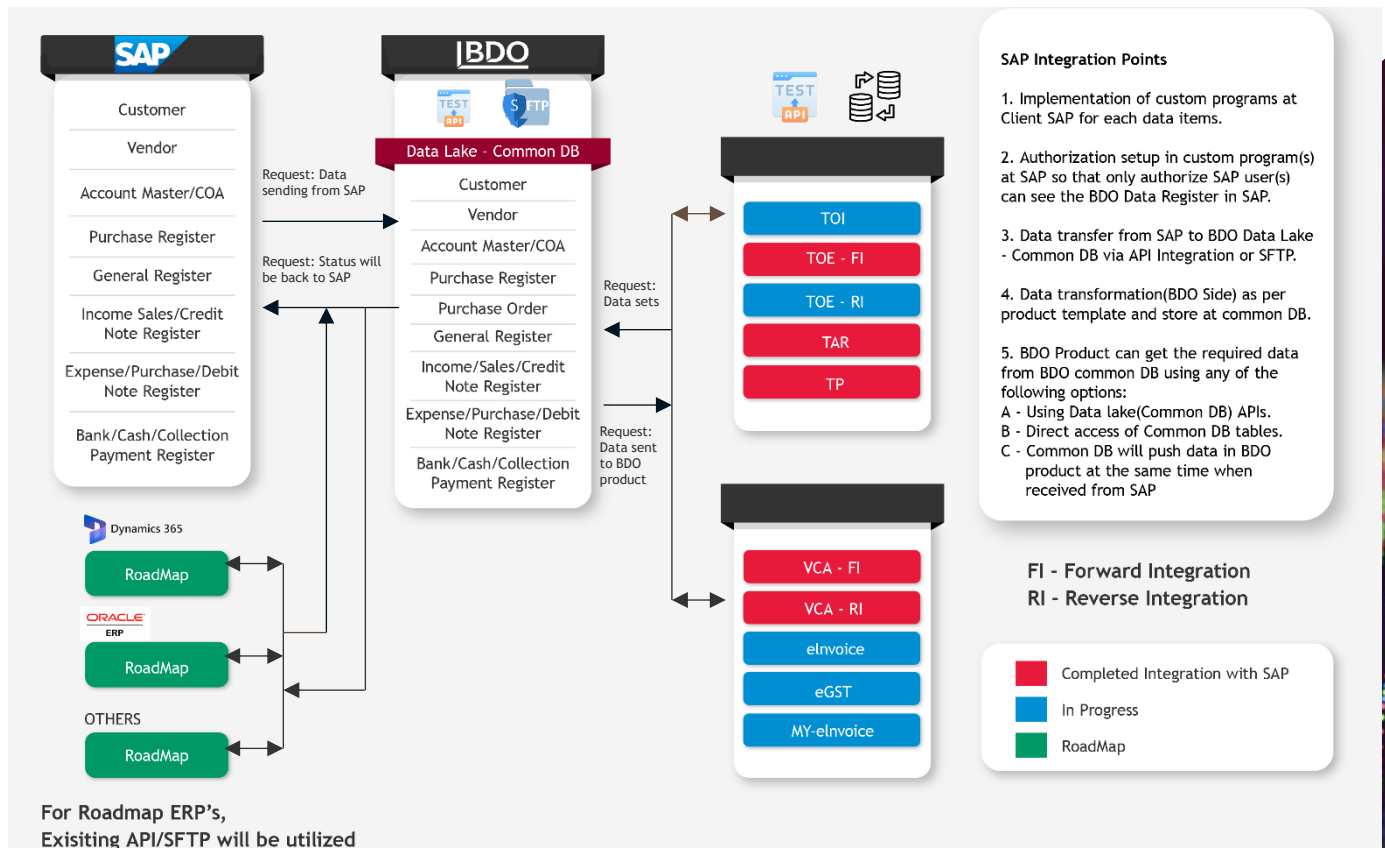 SAP
Customer
Vendor
Account Master/COA
Purchase Register
General Register
Income Sales/Credit
Note Register
Expense/Purchase/Debit
Note Register
Bank/Cash/Collection
Payment Register
Request: Data
sending from SAP
Request: Status will
be back to SAP
BDO
TEST
API
SFTP
Data Lake - Common DB
Customer
Vendor
Account Master/COA
Purchase Register
Purchase Order
General Register
Income/Sales/Credit
Note Register
Expense/Purchase/Debit
Note Register
Bank/Cash/Collection
Payment Register
Request:
Data sets
Request:
Data sent
to BDO
product
TEST
API
TOI
TOE - FI
TOE - RI
TAR
TP
VCA - FI
VCA - RI
eInvoice
eGST
MY-eInvoice
SAP Integration Points
1. Implementation of custom programs at
Client SAP for each data items.
2. Authorization setup in custom program(s)
at SAP so that only authorize SAP user(s)
can see the BDO Data Register in SAP.
3. Data transfer from SAP to BDO Data Lake
- Common DB via API Integration or SFTP.
4. Data transformation(BDO Side) as per
product template and store at common DB.
5. BDO Product can get the required data
from BDO common DB using any of the
following options:
A - Using Data lake(Common DB) APIs.
B - Direct access of Common DB tables.
C - Common DB will push data in BDO
product at the same time when
received from SAP
FI - Forward Integration
RI - Reverse Integration
Completed Integration with SAP
In Progress
RoadMap
Dynamics 365
RoadMap
ORACLE
ERP
RoadMap
OTHERS
RoadMap
For Roadmap ERP's,
Exisiting API/SFTP will be utilized